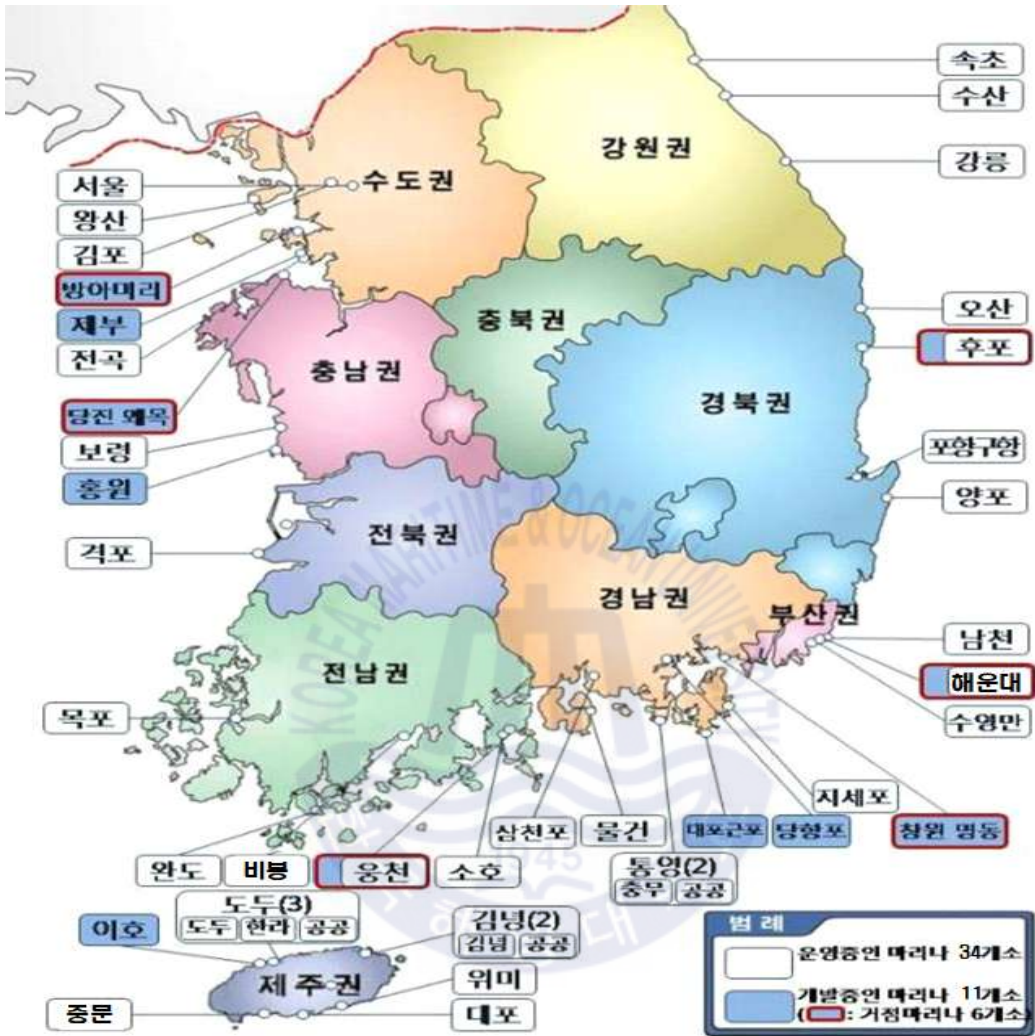 속초
수산
강원권
강릉
수도권
서울
왕산
김포
방아머리
제부
전곡
충북권
오산
후포
충남권
경북권
당진 왜목
보령
홍원
포항구항
양포
전북권
격포
경남권
부산권
남천
해운대
수영만
전남권
목포
지세포
삼천포
물건
대포근포
당항포
창원 명동
완도
비봉
웅천
소호
통영(2)
충무 공공
도두(3)
도두 한라 공공
이호
김녕(2)
김녕 공공
제주권
위미
중문
대포
범 례
운영중인 마리나 34개소
개발중인 마리나 11개소
( : 거점마리나 6개소
KOREA MARITIME & OCEAN UNIVERSITY
1945